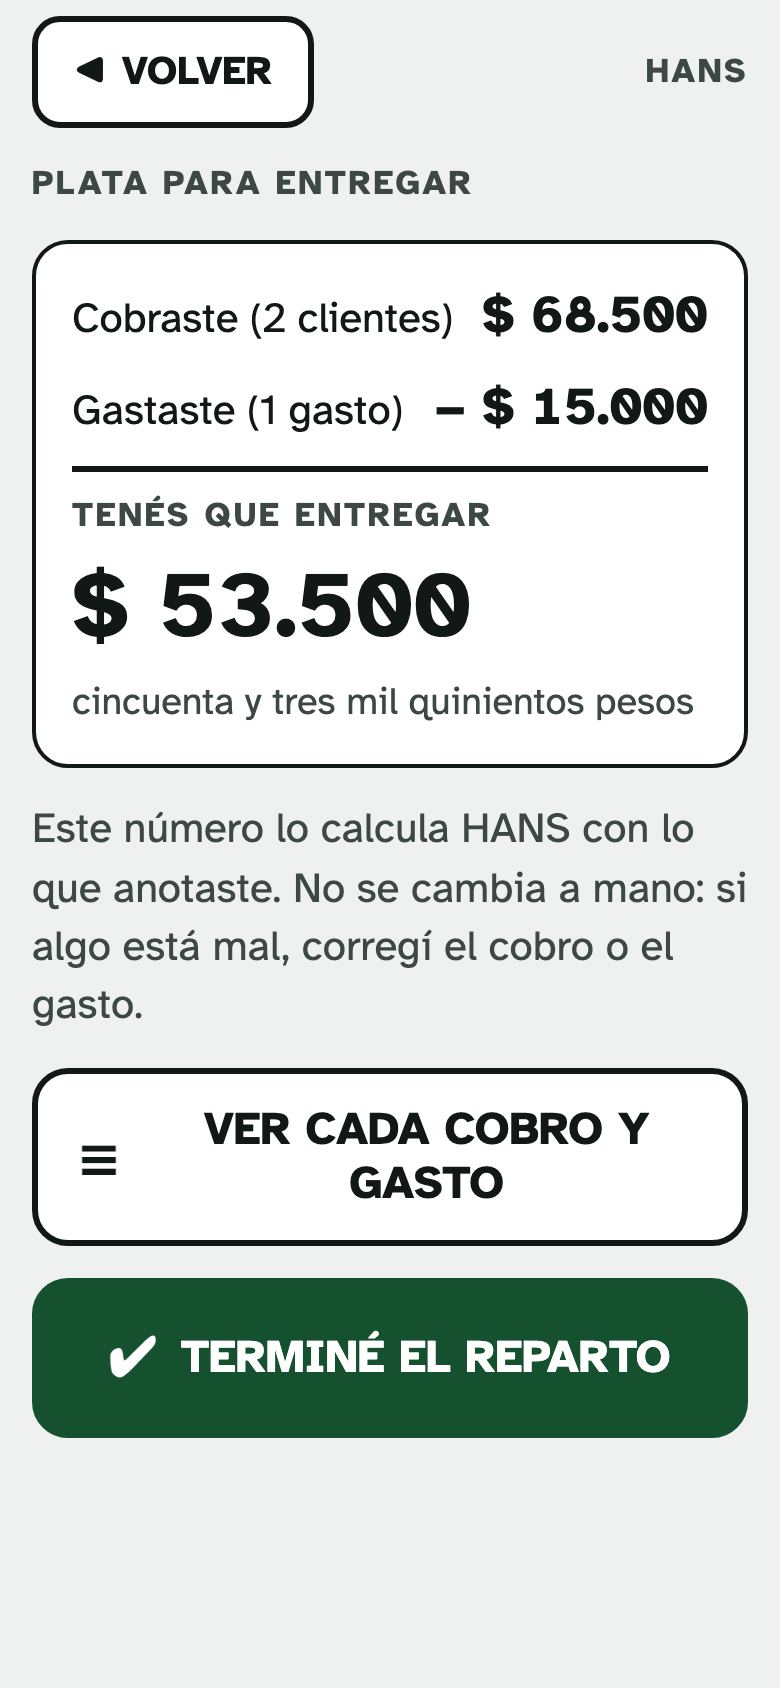 ◀ VOLVER
HANS
PLATA PARA ENTREGAR
Cobraste (2 clientes) $ 68.500
Gastaste (1 gasto) – $ 15.000
TENÉS QUE ENTREGAR
$ 53.500
cincuenta y tres mil quinientos pesos
Este número lo calcula HANS con lo
que anotaste. No se cambia a mano: si
algo está mal, corregí el cobro o el
gasto.
☰ VER CADA COBRO Y
GASTO
✔ TERMINÉ EL REPARTO